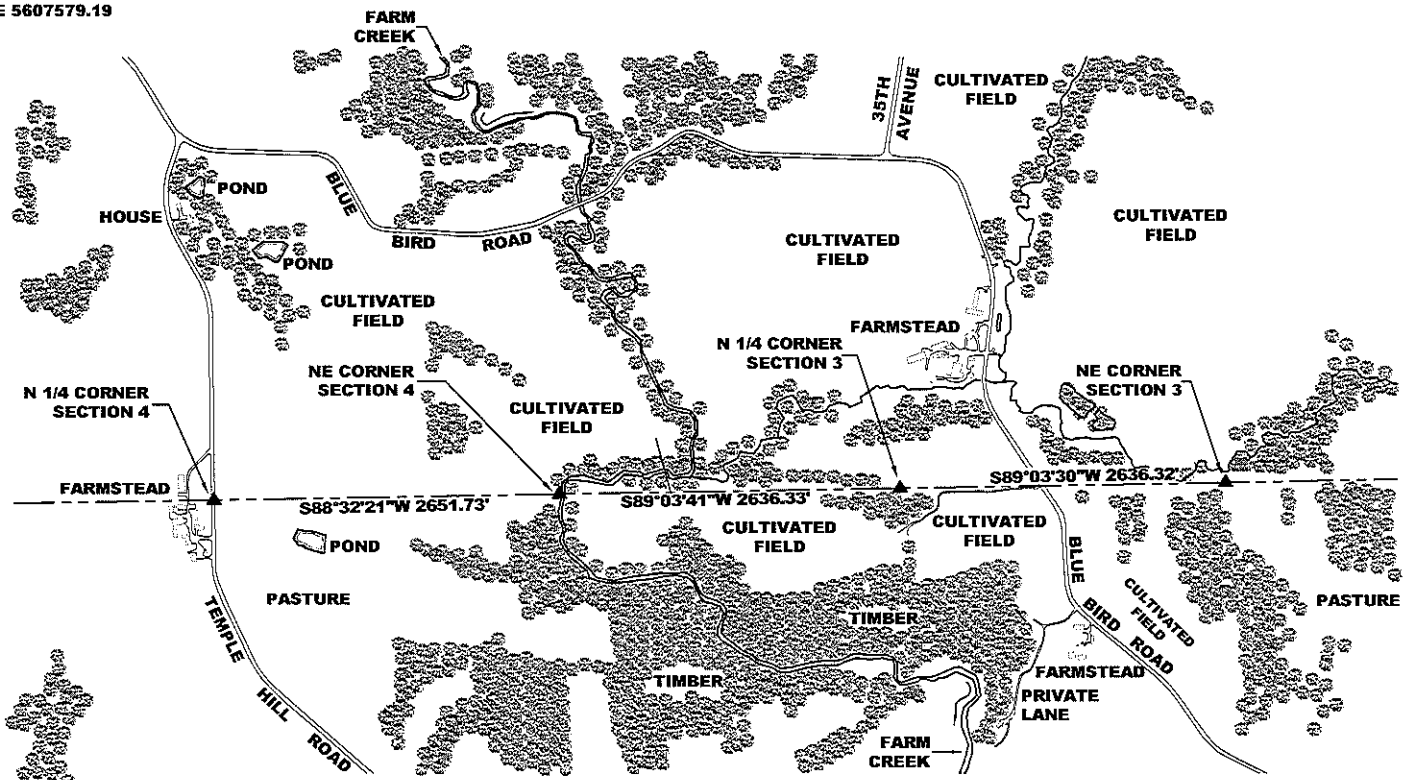 E 5607579.19
FARM
CREEK
35TH
AVENUE
CULTIVATED
FIELD
POND
BLUE
HOUSE
BIRD
ROAD
CULTIVATED
FIELD
CULTIVATED
FIELD
POND
CULTIVATED
FIELD
FARMSTEAD
N 1/4 CORNER
SECTION 3
NE CORNER
SECTION 4
NE CORNER
SECTION 3
N 1/4 CORNER
SECTION 4
CULTIVATED
FIELD
FARMSTEAD
S88°32'21"W 2651.73'
S89°03'41"W 2636.33'
S89°03'30"W 2636.32'
CULTIVATED
FIELD
CULTIVATED
FIELD
POND
BLUE
BIRD ROAD
CULTIVATED
FIELD
PASTURE
PASTURE
TEMPLE
HILL
ROAD
TIMBER
TIMBER
FARMSTEAD
PRIVATE
LANE
FARM
CREEK